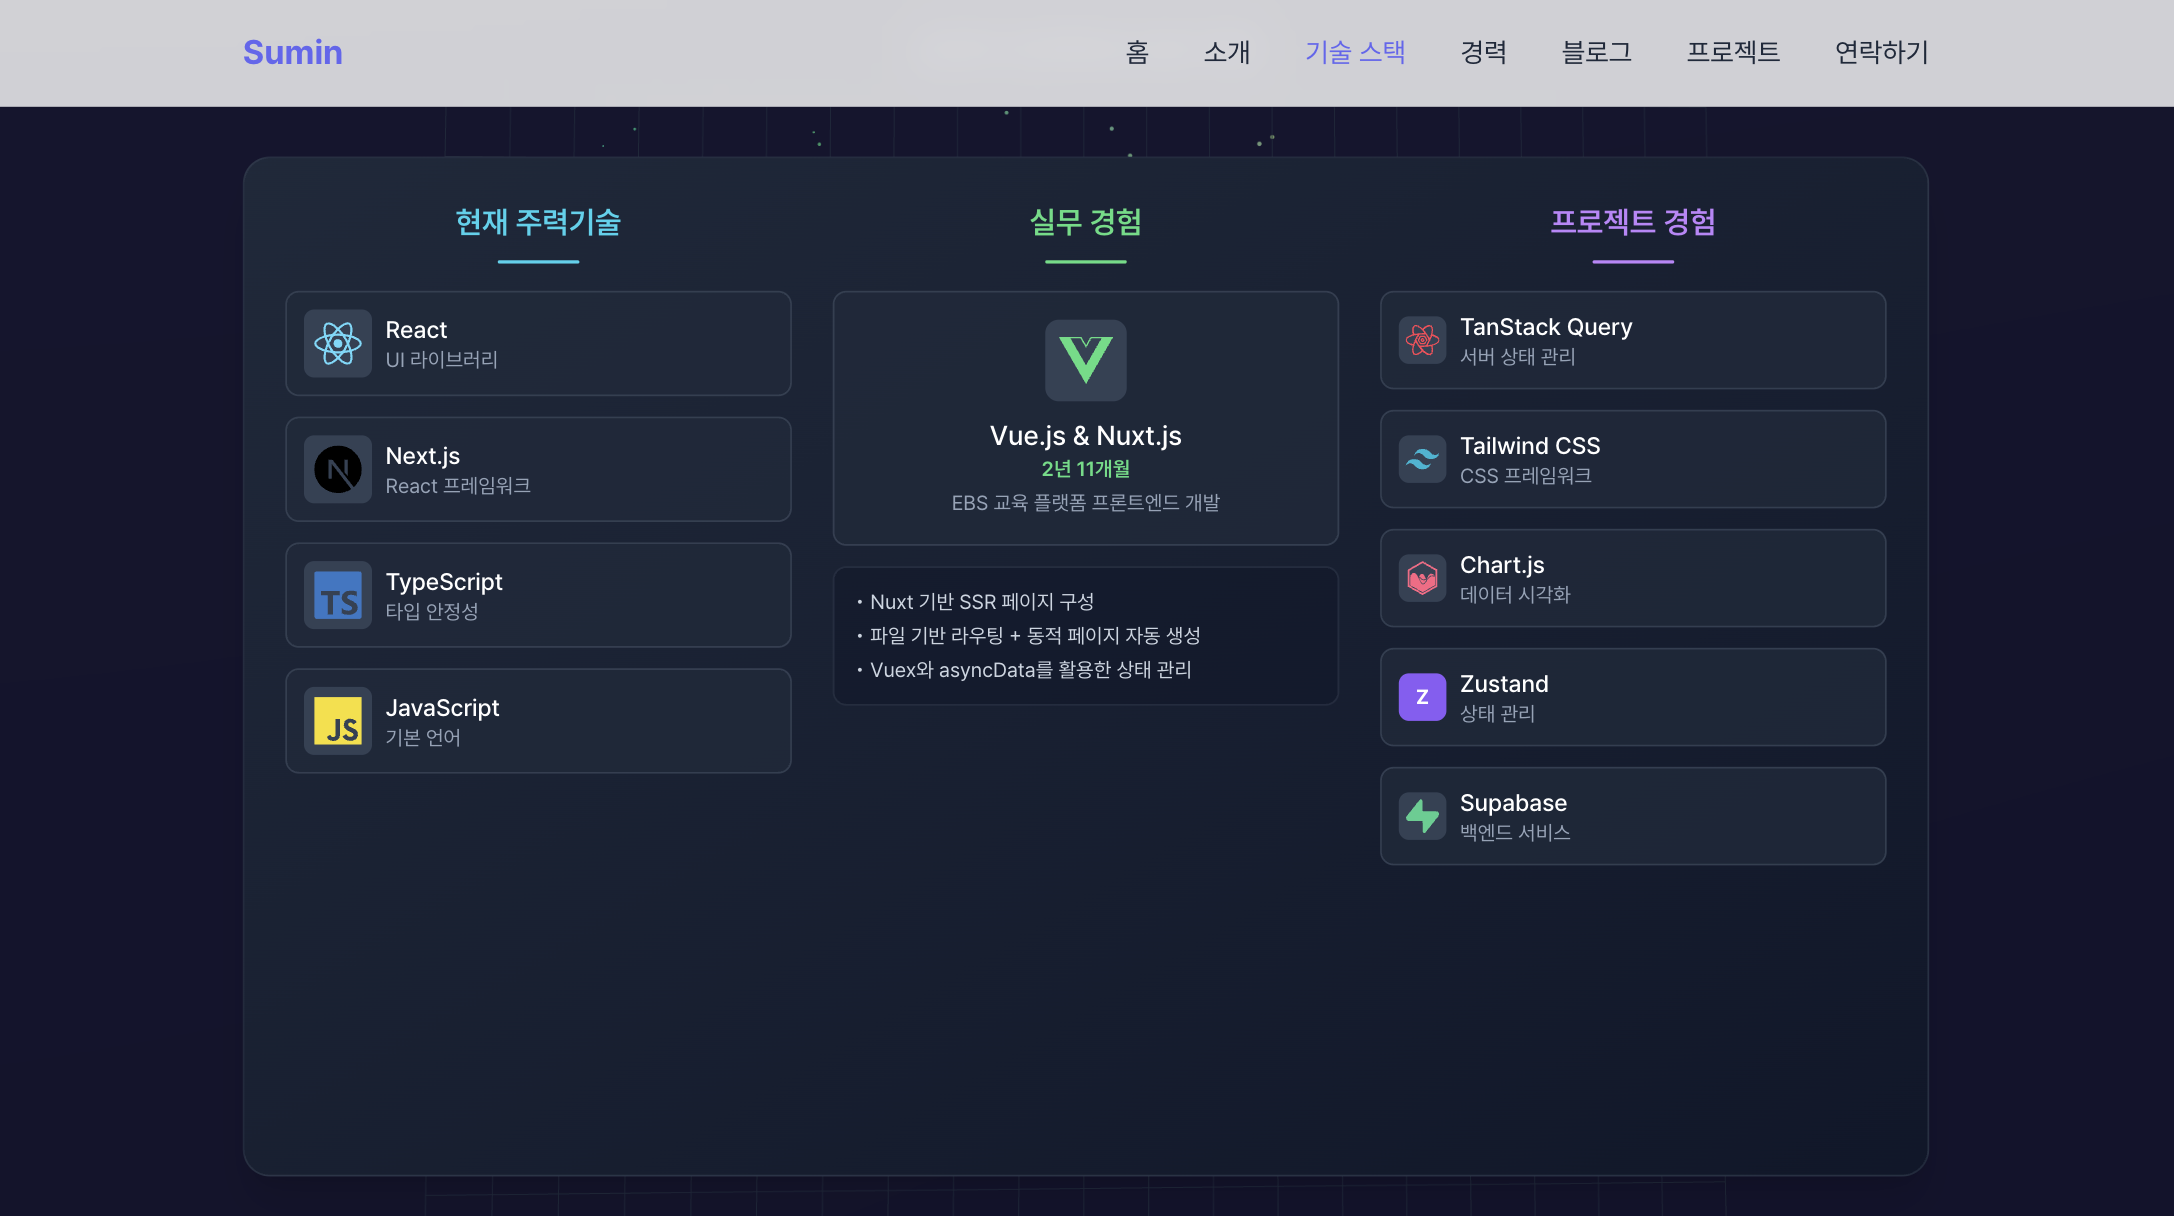 Sumin
홈 소개 기술 스택 경력 블로그 프로젝트 연락하기
현재 주력기술
React
UI 라이브러리
N
Next.js
React 프레임워크
TS
TypeScript
타입 안정성
JS
JavaScript
기본 언어
실무 경험
Vue.js & Nuxt.js
2년 11개월
EBS 교육 플랫폼 프론트엔드 개발
• Nuxt 기반 SSR 페이지 구성
• 파일 기반 라우팅 + 동적 페이지 자동 생성
• Vuex와 asyncData를 활용한 상태 관리
프로젝트 경험
TanStack Query
서버 상태 관리
Tailwind CSS
CSS 프레임워크
Chart.js
데이터 시각화
Z
Zustand
상태 관리
Supabase
백엔드 서비스